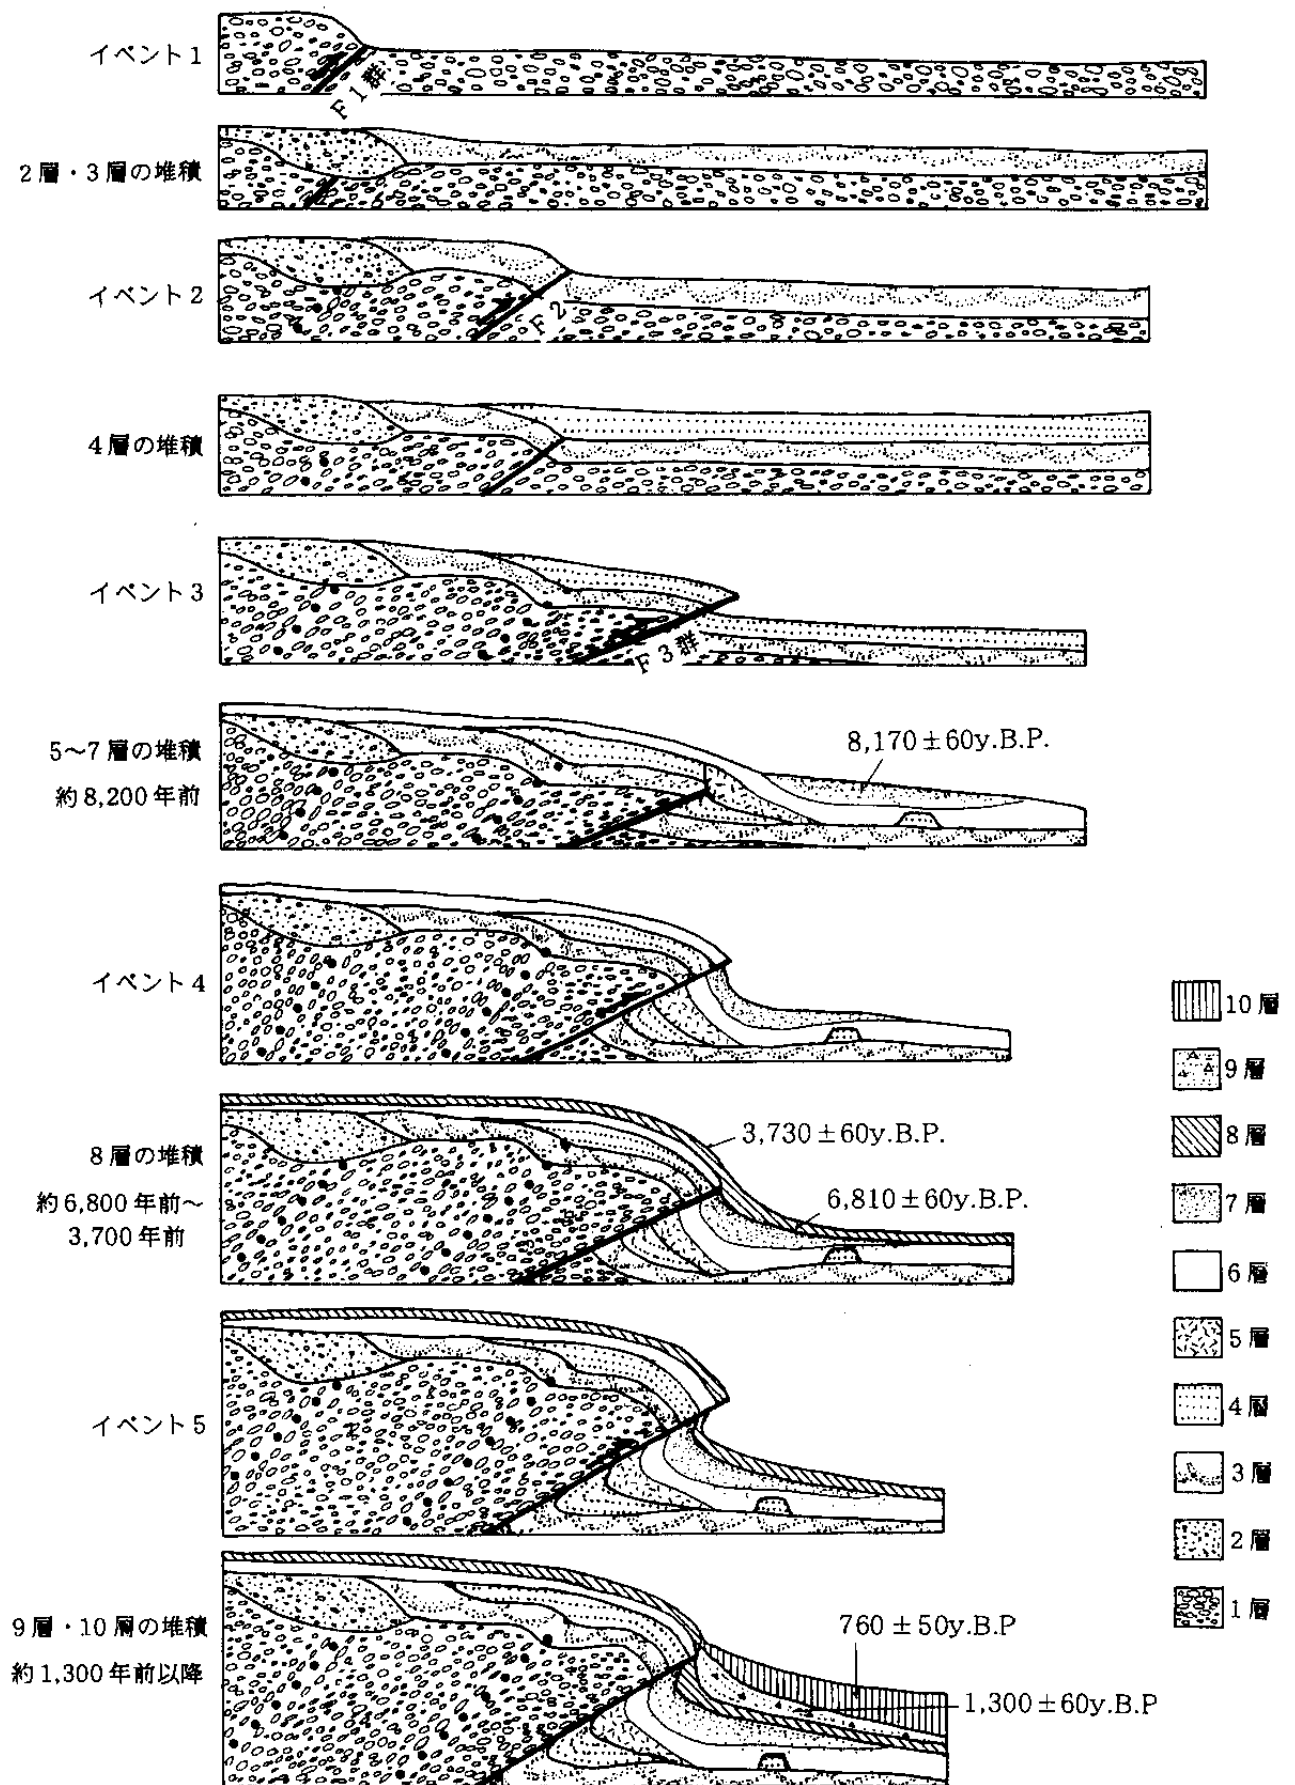 イベント1
F1群
2層・3層の堆積
イベント2
F2
4層の堆積
イベント3
F3群
5〜7層の堆積
約8,200年前
8,170±60y.B.P.
イベント4
8層の堆積
約6,800年前〜
3,700年前
3,730±60y.B.P.
6,810±60y.B.P.
イベント5
9層・10層の堆積
約1,300年前以降
760±50y.B.P
1,300±60y.B.P
10層
9層
8層
7層
6層
5層
4層
3層
2層
1層